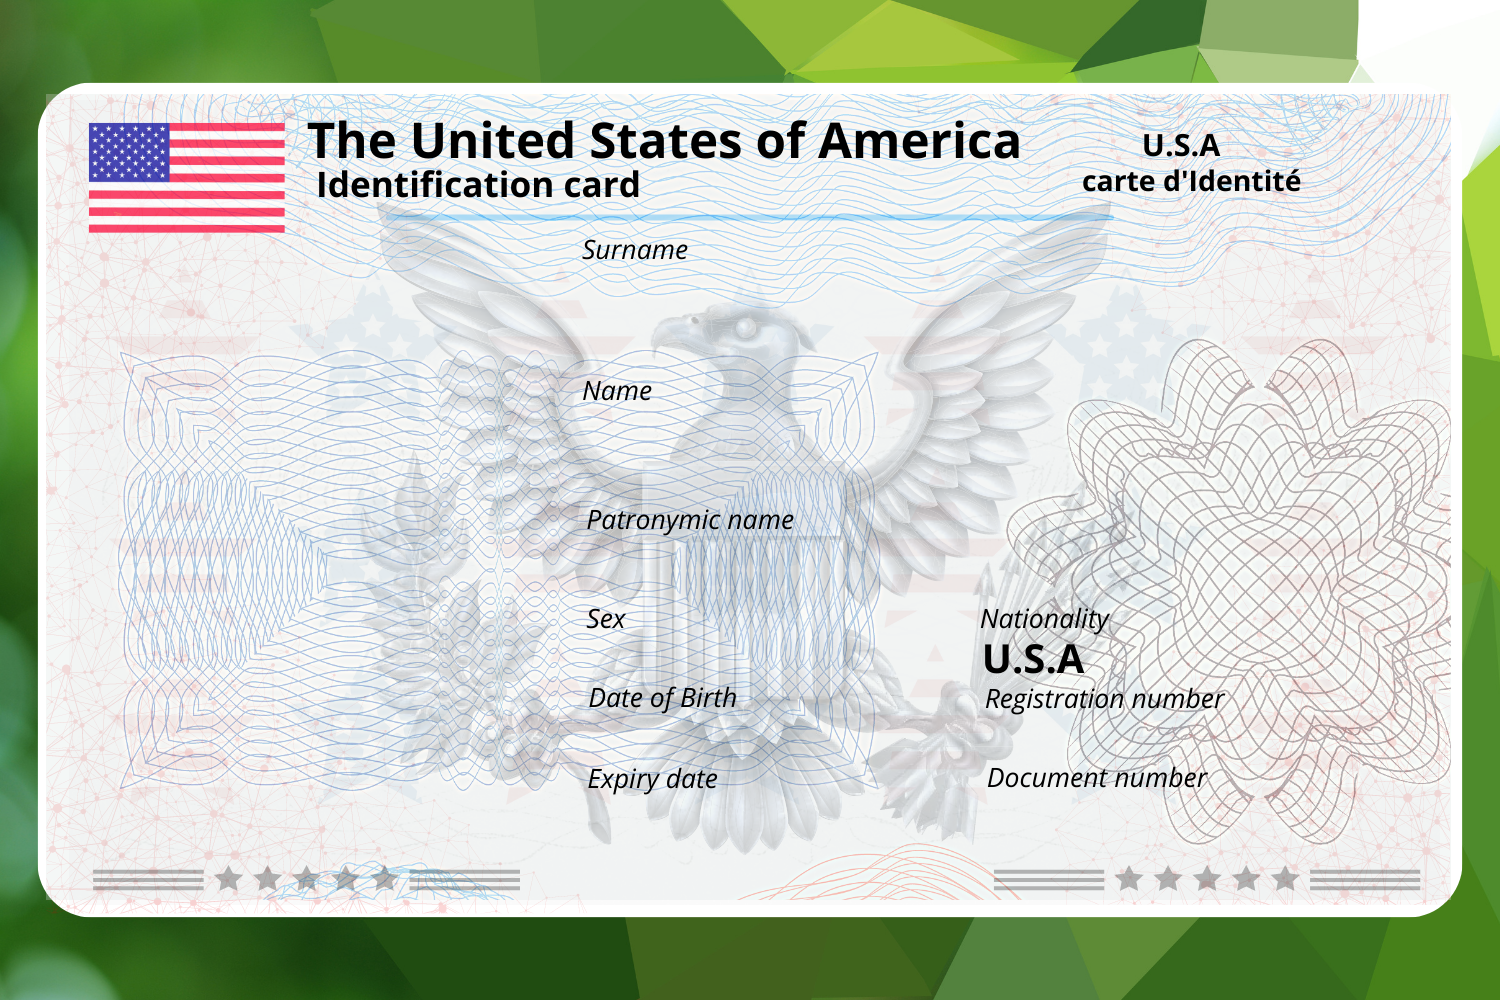 The United States of America
Identification card
U.S.A
carte d'Identité
Surname
Name
Patronymic name
Sex
Nationality
U.S.A
Date of Birth
Registration number
Expiry date
Document number